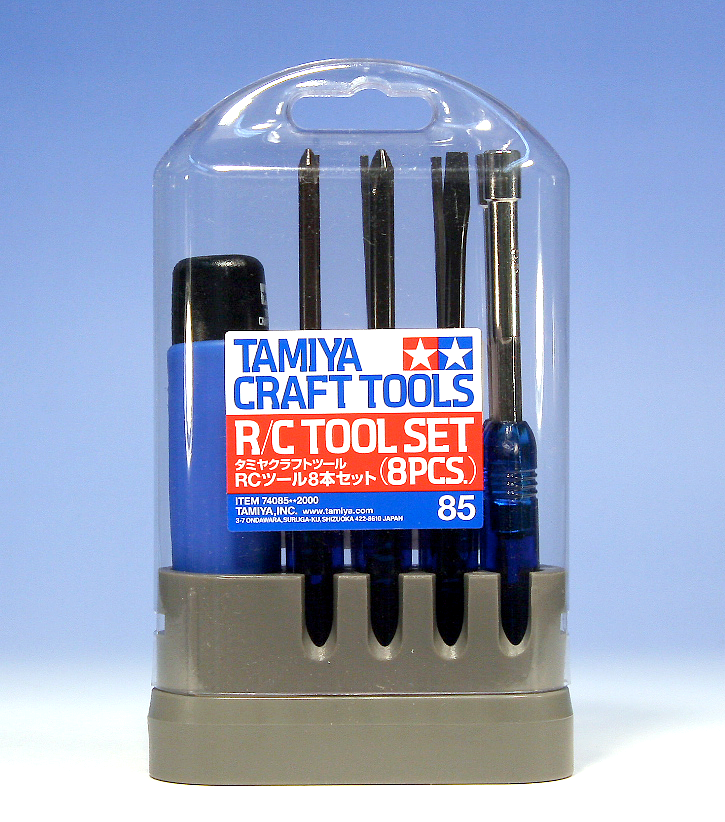 TAMIYA
CRAFT TOOLS
R/C TOOL SET
タミヤクラフトツール
RCツール8本セット (8PCS.)
ITEM 74085**2000
TAMIYA,INC. www.tamiya.com
3-7 ONDAWARA, SURUGA-KU, SHIZUOKA 422-8610 JAPAN
85